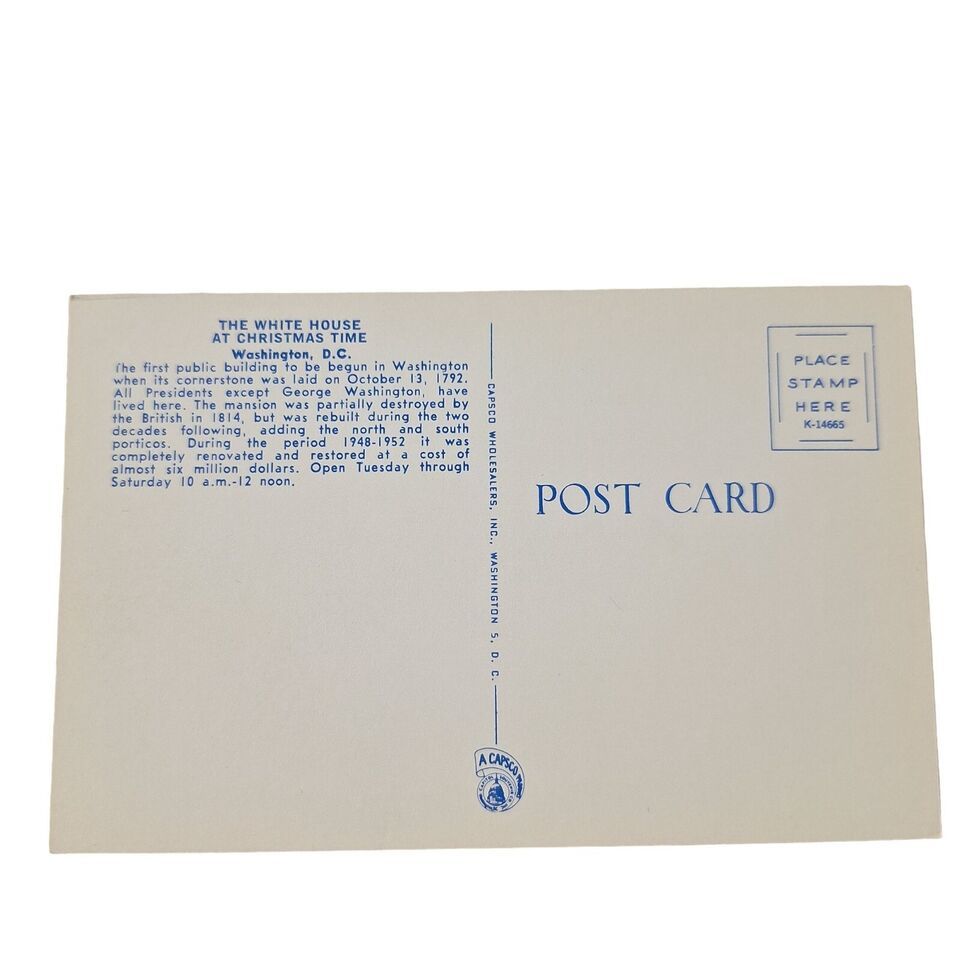 THE WHITE HOUSE
AT CHRISTMAS TIME
Washington, D.C.
The first public building to be begun in Washington
when its cornerstone was laid on October 13, 1792.
All Presidents except George Washington, have
lived here. The mansion was partially destroyed by
the British in 1814, but was rebuilt during the two
decades following, adding the north and south
porticos. During the period 1948-1952 it was
completely renovated and restored at a cost of
almost six million dollars. Open Tuesday through
Saturday 10 a.m.-12 noon.
CAPSCO WHOLESALERS, INC., WASHINGTON 5, D. C.
A CAPSCO
CAPITOL SOUVENIR CO
PLACE
STAMP
HERE
K-14665
POST CARD